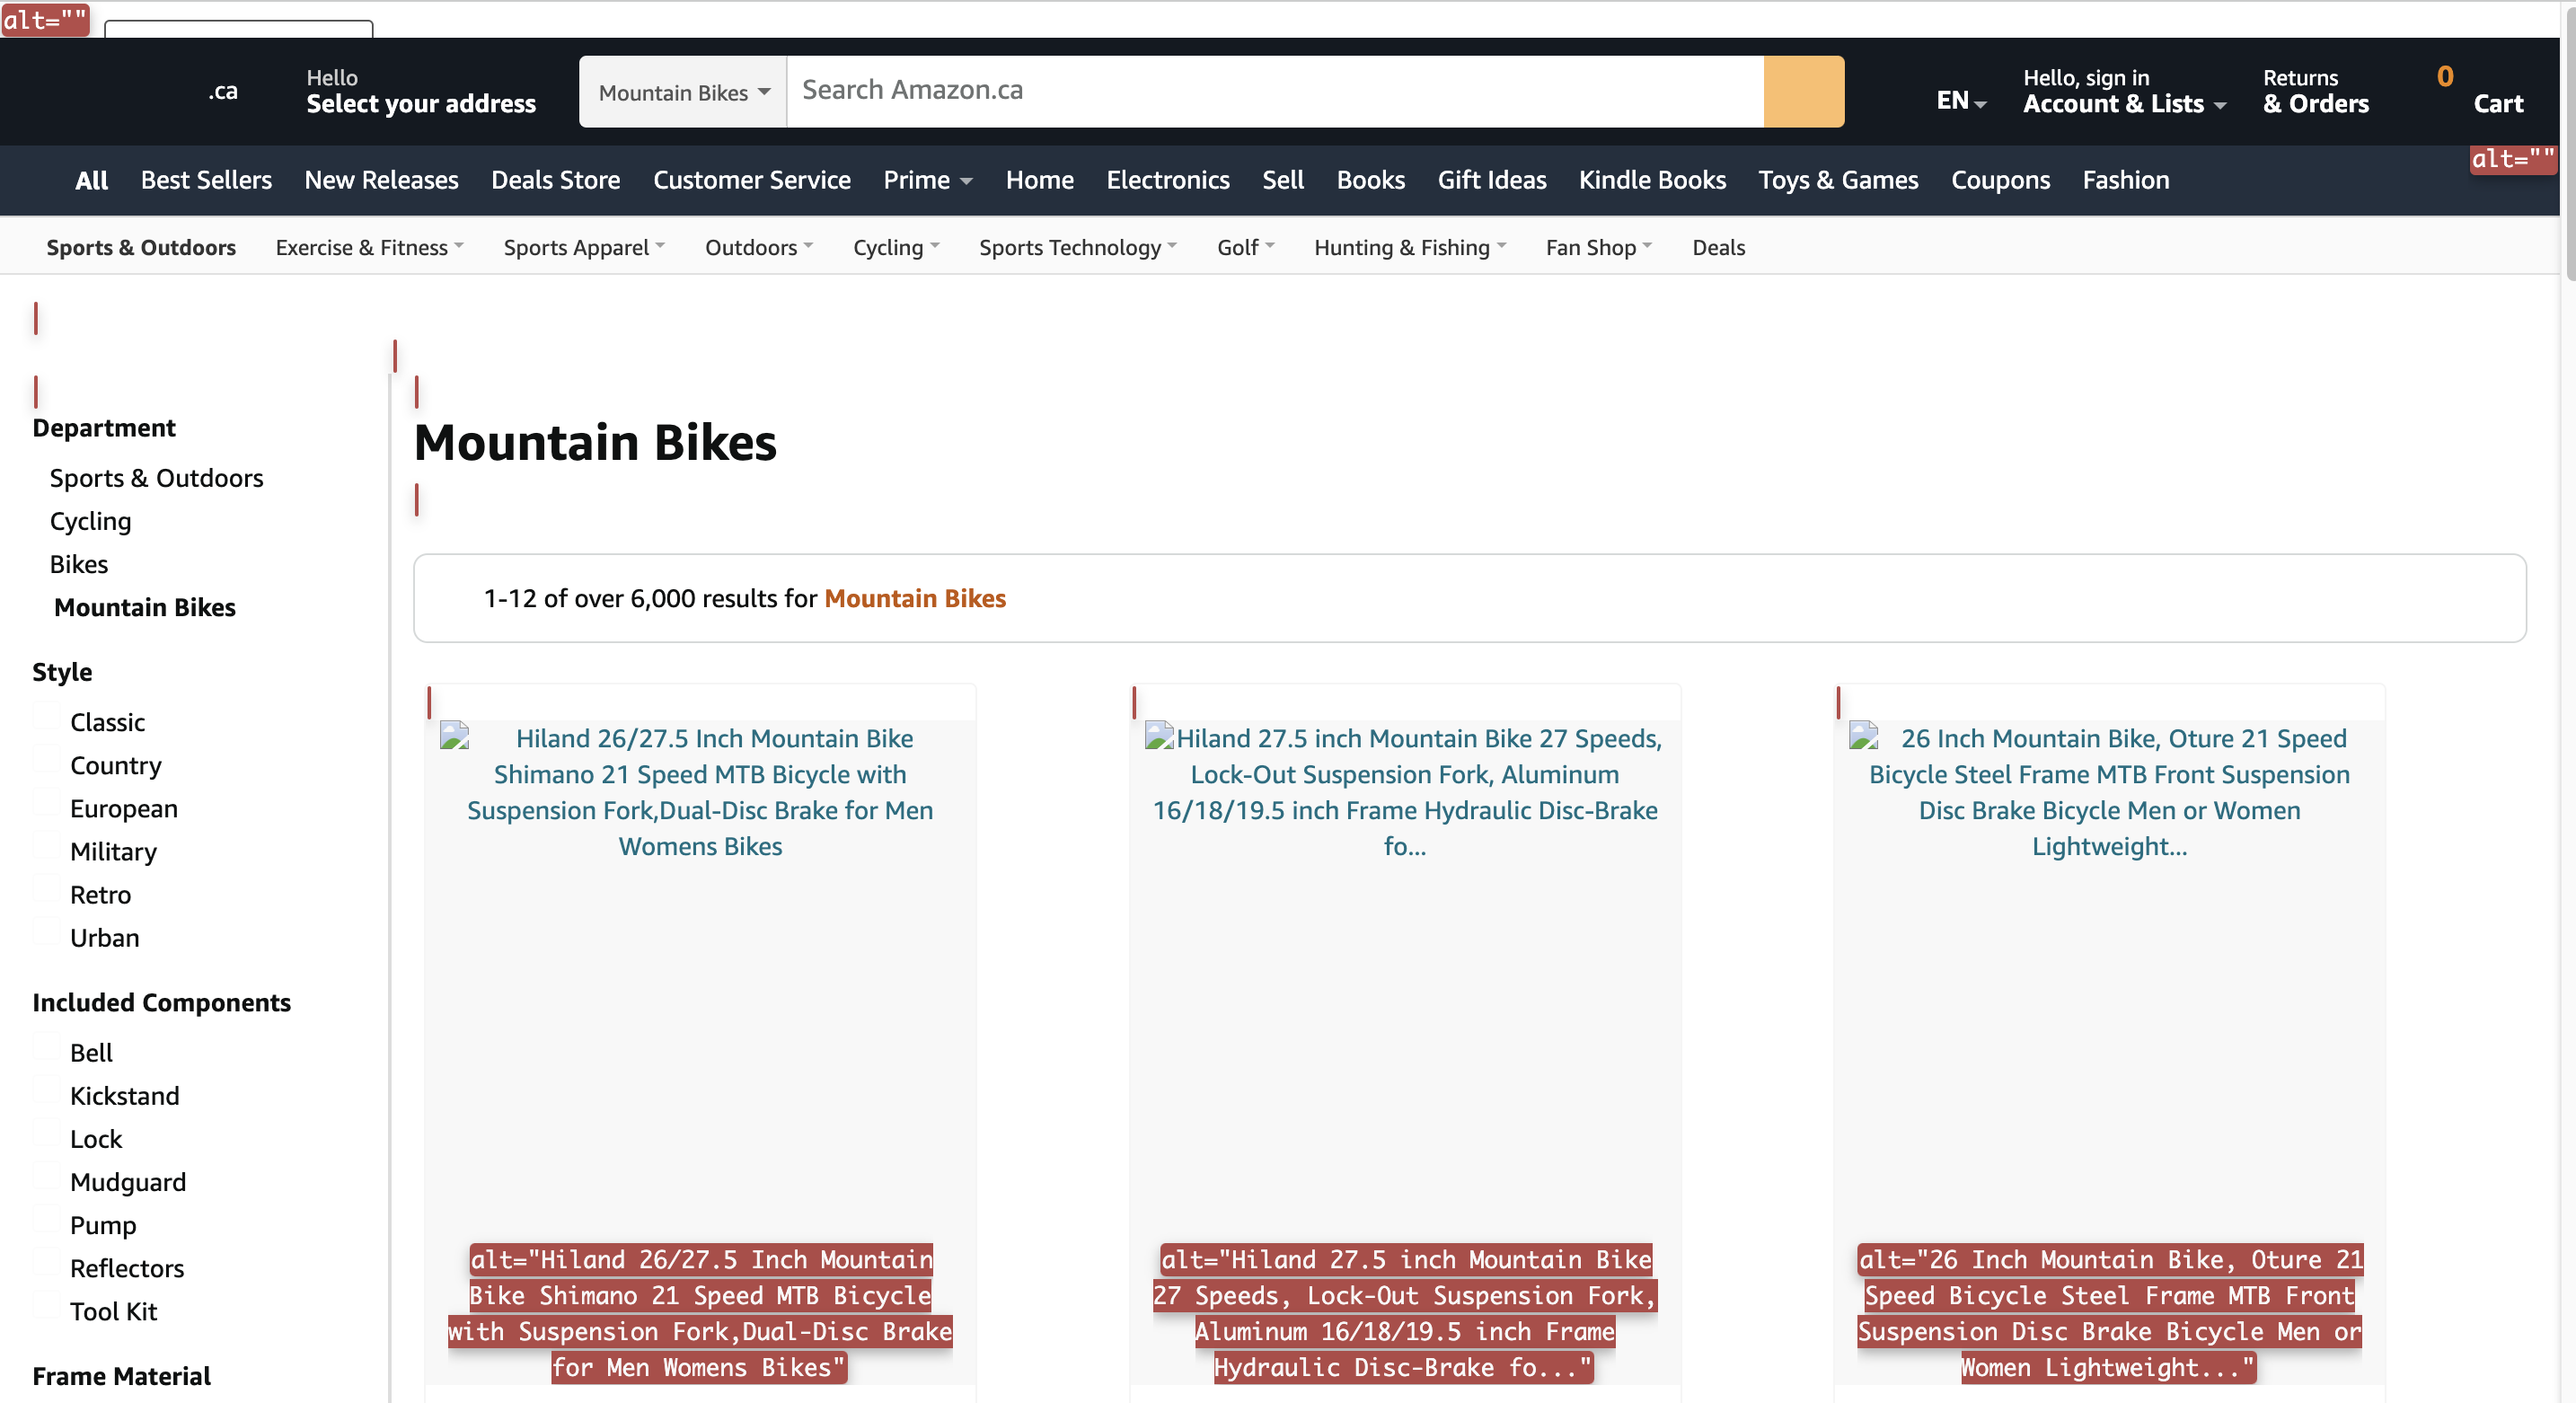 alt=""
.ca
Hello
Select your address
Mountain Bikes
Search Amazon.ca
EN
Hello, sign in
Account & Lists
Returns
& Orders
0
Cart
alt=""
All Best Sellers New Releases Deals Store Customer Service Prime Home Electronics Sell Books Gift Ideas Kindle Books Toys & Games Coupons Fashion
Sports & Outdoors Exercise & Fitness Sports Apparel Outdoors Cycling Sports Technology Golf Hunting & Fishing Fan Shop Deals
Department
Sports & Outdoors
Cycling
Bikes
Mountain Bikes
Style
Classic
Country
European
Military
Retro
Urban
Included Components
Bell
Kickstand
Lock
Mudguard
Pump
Reflectors
Tool Kit
Frame Material
Mountain Bikes
1-12 of over 6,000 results for Mountain Bikes
Hiland 26/27.5 Inch Mountain Bike
Shimano 21 Speed MTB Bicycle with
Suspension Fork,Dual-Disc Brake for Men
Womens Bikes
alt="Hiland 26/27.5 Inch Mountain
Bike Shimano 21 Speed MTB Bicycle
with Suspension Fork,Dual-Disc Brake
for Men Womens Bikes"
Hiland 27.5 inch Mountain Bike 27 Speeds,
Lock-Out Suspension Fork, Aluminum
16/18/19.5 inch Frame Hydraulic Disc-Brake
fo...
alt="Hiland 27.5 inch Mountain Bike
27 Speeds, Lock-Out Suspension Fork,
Aluminum 16/18/19.5 inch Frame
Hydraulic Disc-Brake fo..."
26 Inch Mountain Bike, Oture 21 Speed
Bicycle Steel Frame MTB Front Suspension
Disc Brake Bicycle Men or Women
Lightweight...
alt="26 Inch Mountain Bike, Oture 21
Speed Bicycle Steel Frame MTB Front
Suspension Disc Brake Bicycle Men or
Women Lightweight..."